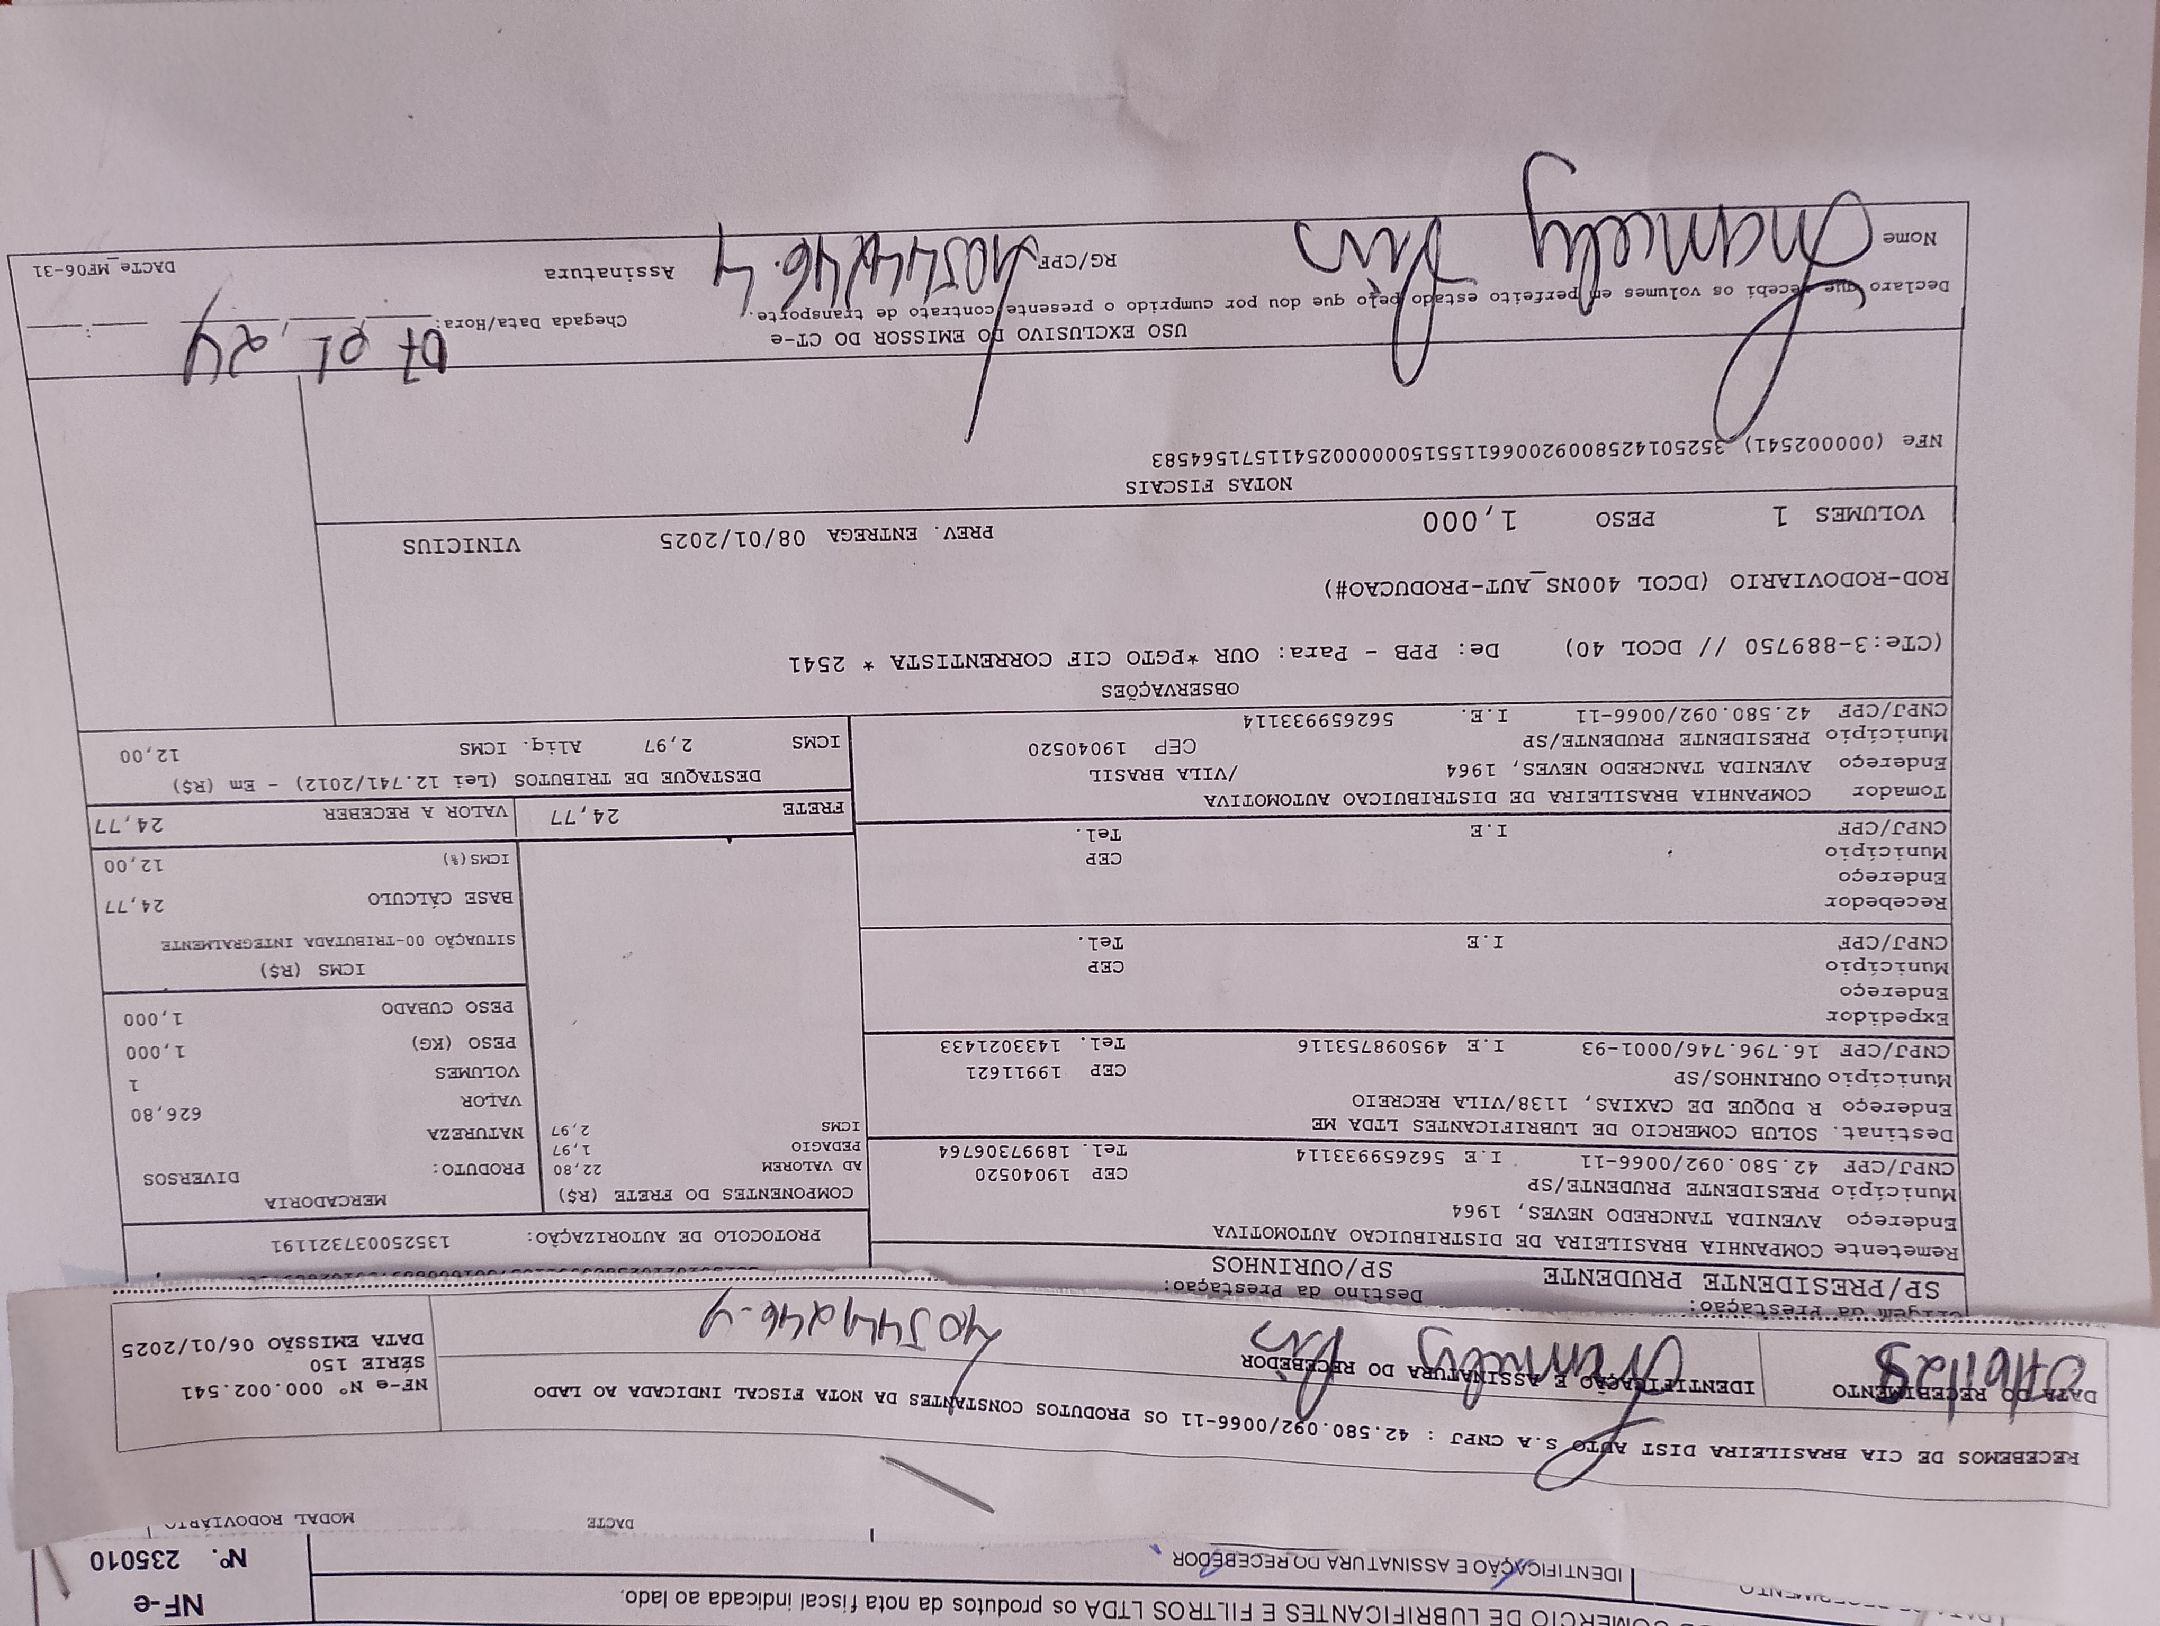 COMERCIO DE LUBRIFICANTES E FILTROS LTDA os produtos da nota fiscal indicada ao lado.
NF-e
Nº. 235010
IDENTIFICAÇÃO E ASSINATURA DO RECEBEDOR
DACTE
MODAL RODOVIÁRIO
RECEBEMOS DE CIA BRASILEIRA DIST AUTO S.A CNPJ : 42.580.092/0066-11 OS PRODUTOS CONSTANTES DA NOTA FISCAL INDICADA AO LADO
NF-e Nº 000.002.541
SÉRIE 150
DATA EMISSÃO 06/01/2025
DATA DO RECEBIMENTO
IDENTIFICAÇÃO E ASSINATURA DO RECEBEDOR
Origem da Prestação:
Destino da Prestação:
SP/PRESIDENTE PRUDENTE
SP/OURINHOS
Remetente COMPANHIA BRASILEIRA DE DISTRIBUICAO AUTOMOTIVA
Endereço AVENIDA TANCREDO NEVES, 1964
Município PRESIDENTE PRUDENTE/SP CEP 19040520
CNPJ/CPF 42.580.092/0066-11 I.E 562659933114 Tel. 18997306764
Destinat. SOLUB COMERCIO DE LUBRIFICANTES LTDA ME
Endereço R DUQUE DE CAXIAS, 1138/VILA RECREIO
Município OURINHOS/SP CEP 19911621
CNPJ/CPF 16.796.746/0001-93 I.E 495098753116 Tel. 1433021433
Expedidor
Endereço
Município CEP
CNPJ/CPF I.E Tel.
Recebedor
Endereço
Município CEP
CNPJ/CPF I.E Tel.
Tomador COMPANHIA BRASILEIRA DE DISTRIBUICAO AUTOMOTIVA
Endereço AVENIDA TANCREDO NEVES, 1964 /VILA BRASIL
Município PRESIDENTE PRUDENTE/SP CEP 19040520
CNPJ/CPF 42.580.092/0066-11 I.E. 562659933114
PROTOCOLO DE AUTORIZAÇÃO: 135250037321191
COMPONENTES DO FRETE (R$)
AD VALOREM 22,80
PEDAGIO 1,97
ICMS 2,97
MERCADORIA
PRODUTO: DIVERSOS
NATUREZA
VALOR 626,80
VOLUMES 1
PESO (KG) 1,000
PESO CUBADO 1,000
ICMS (R$)
SITUAÇÃO 00-TRIBUTADA INTEGRALMENTE
BASE CÁLCULO 24,77
ICMS(%) 12,00
FRETE 24,77 VALOR A RECEBER 24,77
DESTAQUE DE TRIBUTOS (Lei 12.741/2012) - Em (R$)
ICMS 2,97 Aliq. ICMS 12,00
OBSERVAÇÕES
(CTe:3-889750 // DCOL 40) De: PPB - Para: OUR *PGTO CIF CORRENTISTA * 2541
ROD-RODOVIARIO (DCOL 400NS_AUT-PRODUCAO#)
VOLUMES 1 PESO 1,000 PREV. ENTREGA 08/01/2025 VINICIUS
NOTAS FISCAIS
NFe (000002541) 35250142580092006611551500000025411571564583
USO EXCLUSIVO DO EMISSOR DO CT-e
Declaro que recebi os volumes em perfeito estado pelo que dou por cumprido o presente contrato de transporte.
Chegada Data/Hora: 07 01 24
Nome
RG/CPF
Assinatura
DACTe_MF06-31